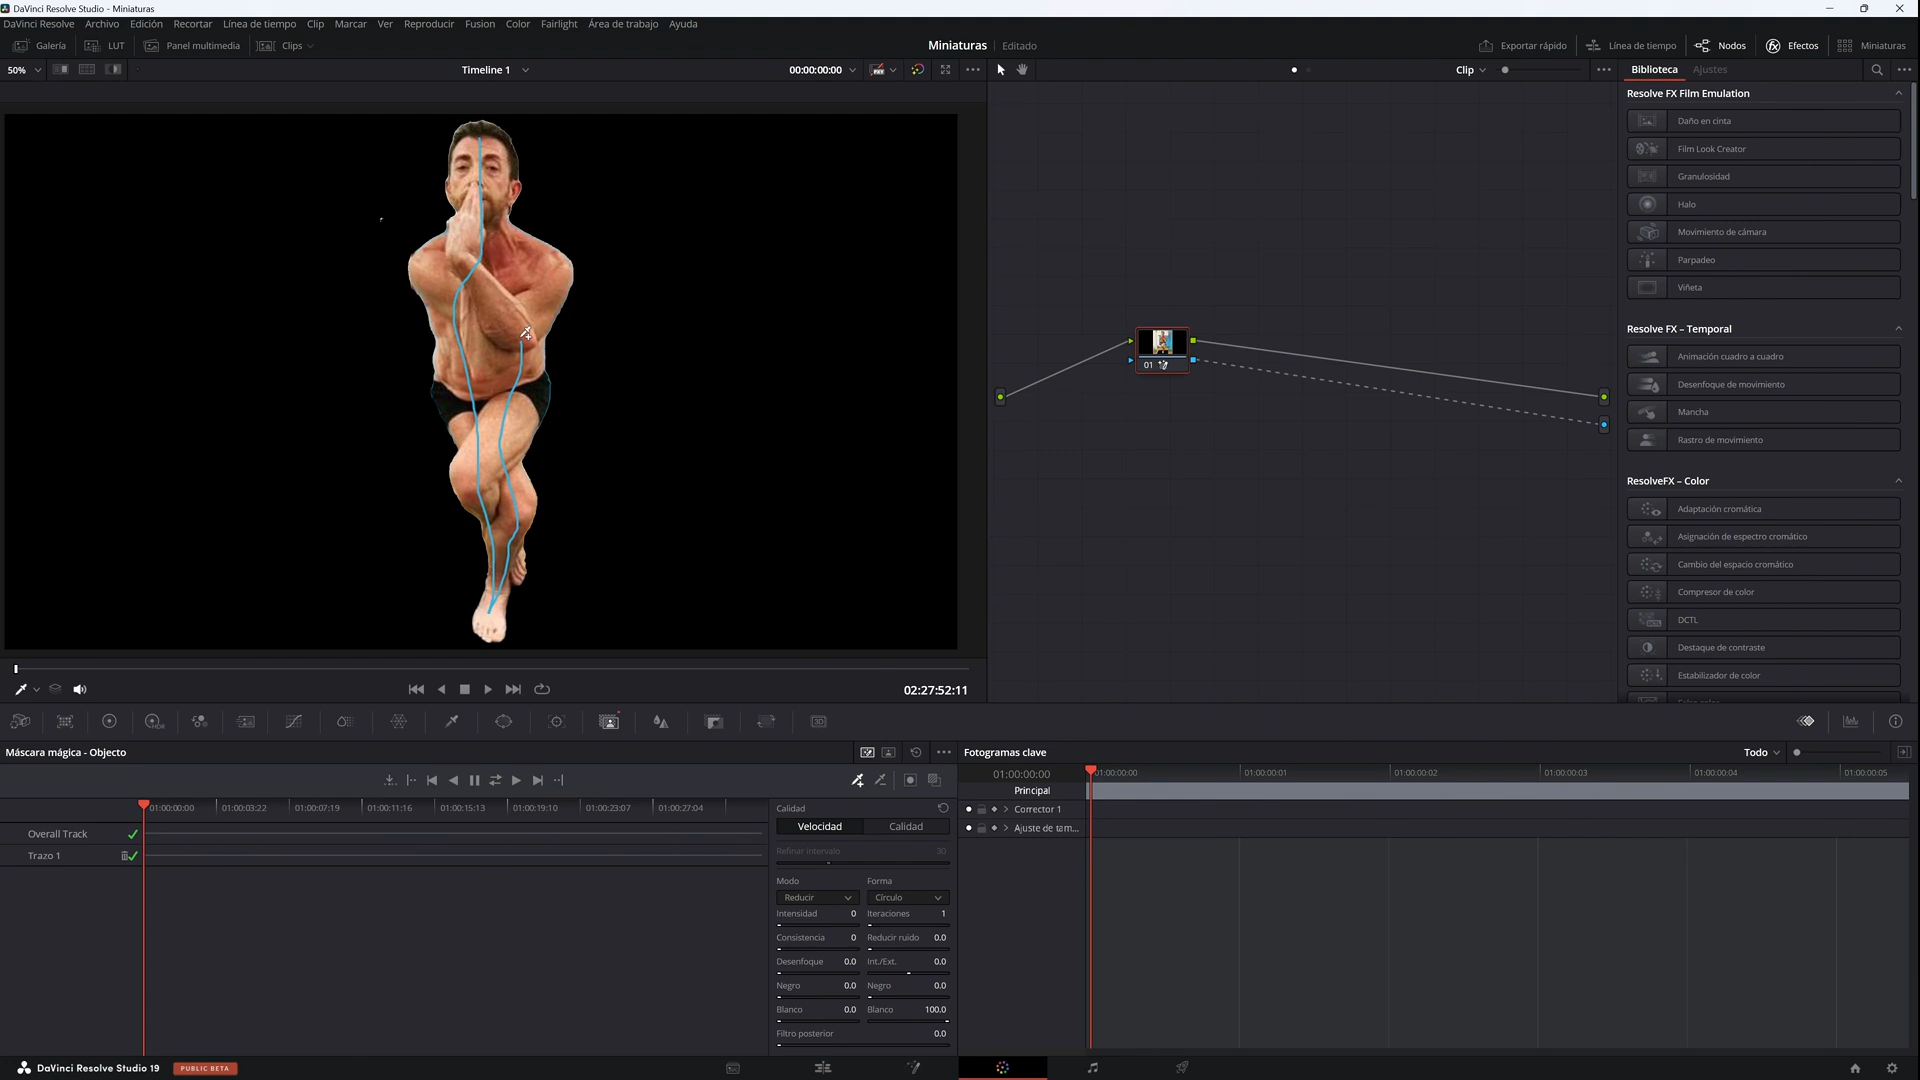 DaVinci Resolve Studio - Miniaturas
DaVinci Resolve Archivo Edición Recortar Línea de tiempo Clip Marcar Ver Reproducir Fusion Color Fairlight Área de trabajo Ayuda
Galería LUT Panel multimedia Clips Miniaturas Editado Exportar rápido Línea de tiempo Nodos Efectos Miniaturas
50% Timeline 1 00:00:00:00 Clip Biblioteca Ajustes
Resolve FX Film Emulation
Daño en cinta
Film Look Creator
Granulosidad
Halo
Movimiento de cámara
Parpadeo
Viñeta
Resolve FX – Temporal
Animación cuadro a cuadro
Desenfoque de movimiento
Mancha
Rastro de movimiento
ResolveFX – Color
Adaptación cromática
Asignación de espectro cromático
Cambio del espacio cromático
Compresor de color
DCTL
Destaque de contraste
Estabilizador de color
01
02:27:52:11
HDR
3D
Máscara mágica - Objecto
Fotogramas clave Todo
01:00:00:00 01:00:03:22 01:00:07:19 01:00:11:16 01:00:15:13 01:00:19:10 01:00:23:07 01:00:27:04
Overall Track
Trazo 1
Calidad
Velocidad Calidad
Refinar intervalo 30
Modo Forma
Reducir Círculo
Intensidad 0 Iteraciones 1
Consistencia 0 Reducir ruido 0.0
Desenfoque 0.0 Int./Ext. 0.0
Negro 0.0 Negro 0.0
Blanco 0.0 Blanco 100.0
Filtro posterior 0.0
01:00:00:00 01:00:00:00 01:00:00:01 01:00:00:02 01:00:00:03 01:00:00:04 01:00:00:05
Principal
Corrector 1
Ajuste de tam...
DaVinci Resolve Studio 19 PUBLIC BETA